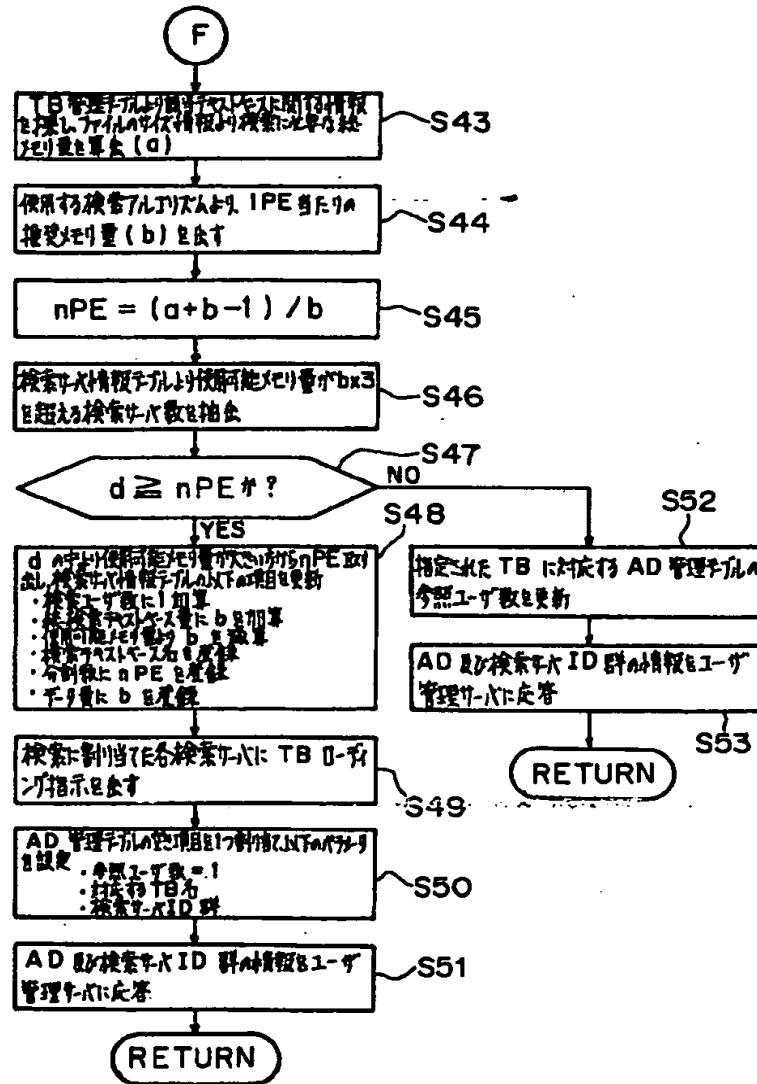 F
TB管理テーブルより該当テキストベースに関する情報
を探し、ファイルのサイズ情報より検索に必要な総
メモリ量を算出(a)
S43
使用する検索アルゴリズムより、1PE当たりの
推奨メモリ量(b)を出す
S44
nPE = (a+b-1)/b
S45
検索サーバ情報テーブルより使用可能メモリ量がb×3
を超える検索サーバ数を抽出
S46
d ≧ nPE か?
S47
NO
YES
S48
dの中より使用可能メモリ量が大きい方からnPE取り
出し、検索サーバ情報テーブルの以下の項目を更新
・検索ユーザ数に1加算
・総検索テキストベース量にbを加算
・使用可能メモリ量よりbを減算
・検索テキストベース名を登録
・分割数にnPEを登録
・データ量にbを登録
検索に割り当てた各検索サーバにTBローディ
ング指示を出す
S49
AD管理テーブルの空き項目を1つ割り当て、以下のパラメータ
を設定
・参照ユーザ数=1
・対応するTB名
・検索サーバID群
S50
AD及び検索サーバID群の情報をユーザ
管理サーバに応答
S51
RETURN
S52
指定されたTBに対応するAD管理テーブルの
参照ユーザ数を更新
AD及び検索サーバID群の情報をユーザ
管理サーバに応答
S53
RETURN